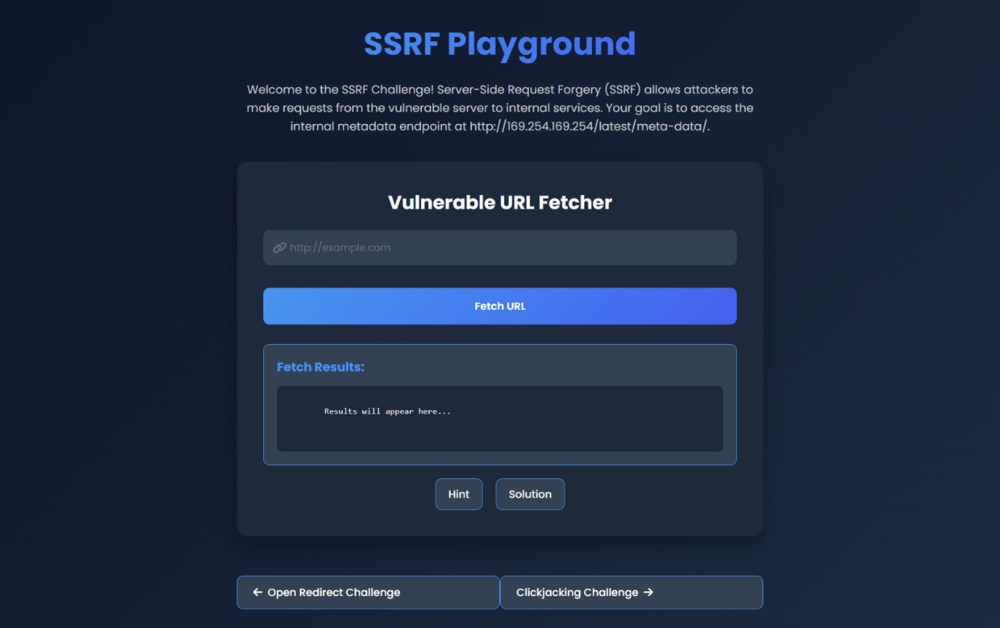 SSRF Playground
Welcome to the SSRF Challenge! Server-Side Request Forgery (SSRF) allows attackers to
make requests from the vulnerable server to internal services. Your goal is to access the
internal metadata endpoint at http://169.254.169.254/latest/meta-data/.
Vulnerable URL Fetcher
http://example.com
Fetch URL
Fetch Results:
Results will appear here...
Hint
Solution
← Open Redirect Challenge
Clickjacking Challenge →